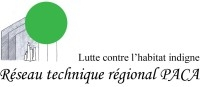 Lutte contre l'habitat indigne
Réseau technique régional PACA